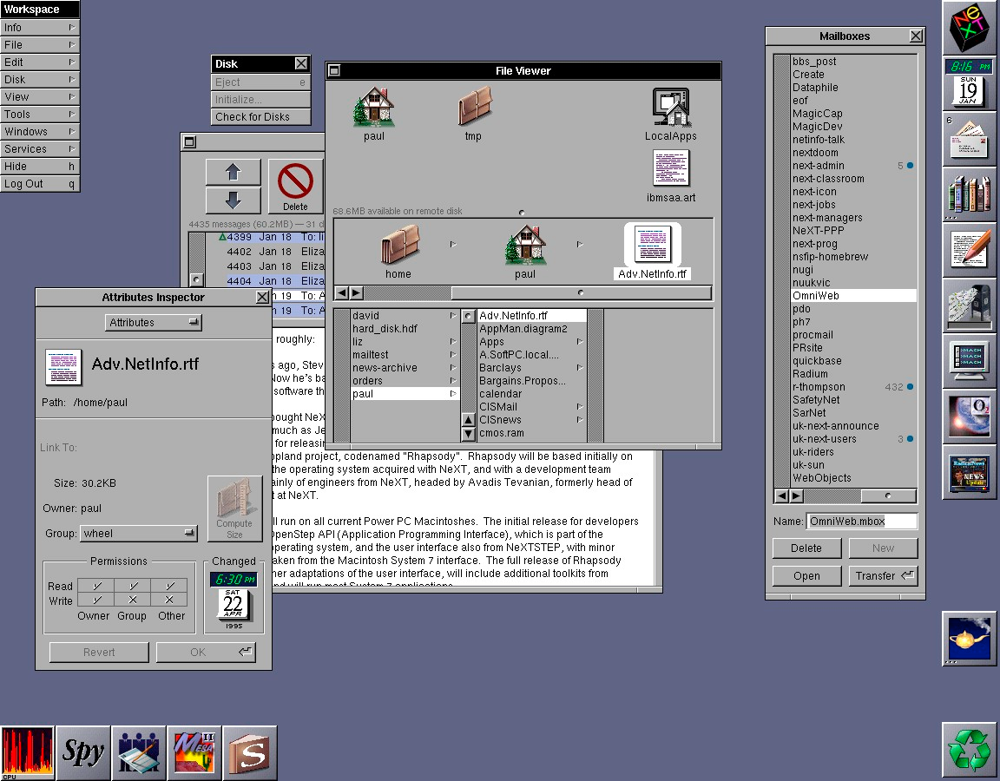 Workspace
Info
File
Edit
Disk
View
Tools
Windows
Services
Hide h
Log Out q
Disk
Eject e
Initialize...
Check for Disks
File Viewer
paul
tmp
LocalApps
ibmsaa.art
68.6MB available on remote disk
home
paul
Adv.NetInfo.rtf
david
hard_disk.hdf
liz
mailtest
news-archive
orders
paul
Adv.NetInfo.rtf
AppMan.diagram2
Apps
A.SoftPC.local....
Barclays
Bargains.Propos...
calendar
CISMail
CISnews
cmos.ram
Delete
4435 messages (60.2MB) — 31 d
4399 Jan 18 To: li
4402 Jan 18 Eliza
4403 Jan 18 Eliza
4404 Jan 18 Eliza
n 19 To: A
n 19 To: A
roughly:
s ago, Stev
Now he's ba
software th
ought NeX
much as Je
for releasin
pland project, codenamed "Rhapsody". Rhapsody will be based initially on
the operating system acquired with NeXT, and with a development team
ainly of engineers from NeXT, headed by Avadis Tevanian, formerly head of
t at NeXT.
ll run on all current Power PC Macintoshes. The initial release for developers
OpenStep API (Application Programming Interface), which is part of the
perating system, and the user interface also from NeXTSTEP, with minor
aken from the Macintosh System 7 interface. The full release of Rhapsody
her adaptations of the user interface, will include additional toolkits from
nd will run most System 7 applications.
Attributes Inspector
Attributes
Adv.NetInfo.rtf
Path: /home/paul
Link To:
Size: 30.2KB
Owner: paul
Group: wheel
Compute
Size
Permissions
Read
Write
Owner Group Other
Changed
6:30 PM
SAT
22
APR
1995
Revert
OK
Mailboxes
bbs_post
Create
Dataphile
eof
MagicCap
MagicDev
netinfo-talk
nextdoom
next-admin 5
next-classroom
next-icon
next-jobs
next-managers
NeXT-PPP
next-prog
nsfip-homebrew
nugi
nuukvic
OmniWeb
pdo
ph7
procmail
PRsite
quickbase
Radium
r-thompson 432
SafetyNet
SarNet
uk-next-announce
uk-next-users 3
uk-riders
uk-sun
WebObjects
Name: OmniWeb.mbox
Delete
New
Open
Transfer
NeXT
8:16 PM
SUN
19
JAN
6
MACH
MACH
O2
RadicalNews
NEWS
Update
CPU
Spy
MESA
II
S